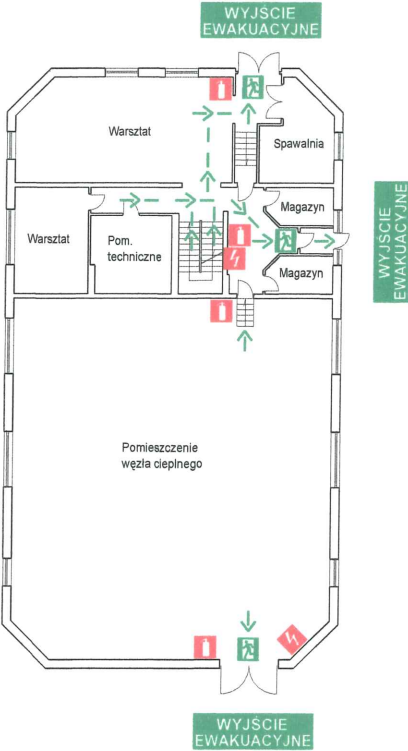 WYJŚCIE
EWAKUACYJNE
Warsztat
Spawalnia
Magazyn
Warsztat
Pom.
techniczne
Magazyn
WYJŚCIE
EWAKUACYJNE
Pomieszczenie
węzła cieplnego
WYJŚCIE
EWAKUACYJNE